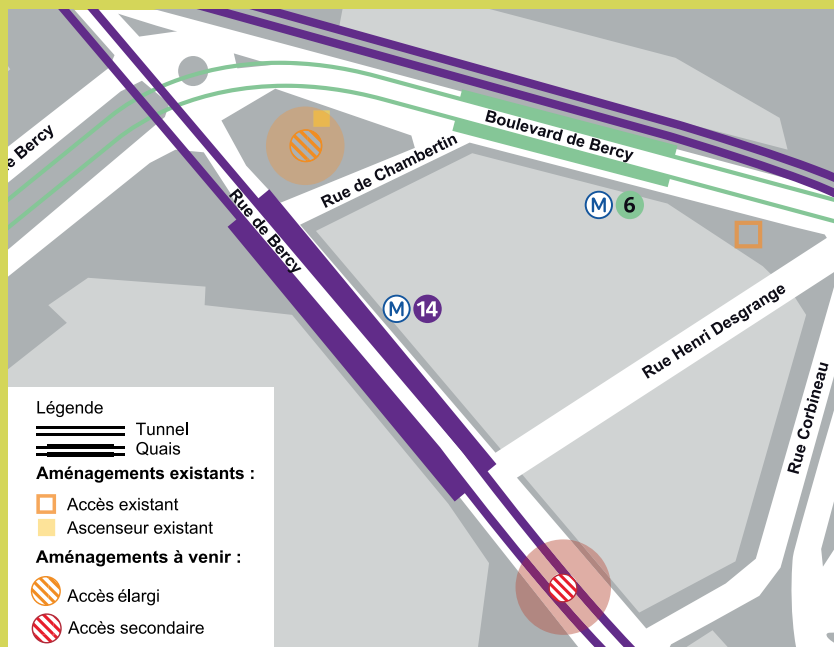 de Bercy
Boulevard de Bercy
Rue de Chambertin
Rue de Bercy
M 6
M 14
Rue Henri Desgrange
Rue Corbineau
Légende
Tunnel
Quais
Aménagements existants :
Accès existant
Ascenseur existant
Aménagements à venir :
Accès élargi
Accès secondaire